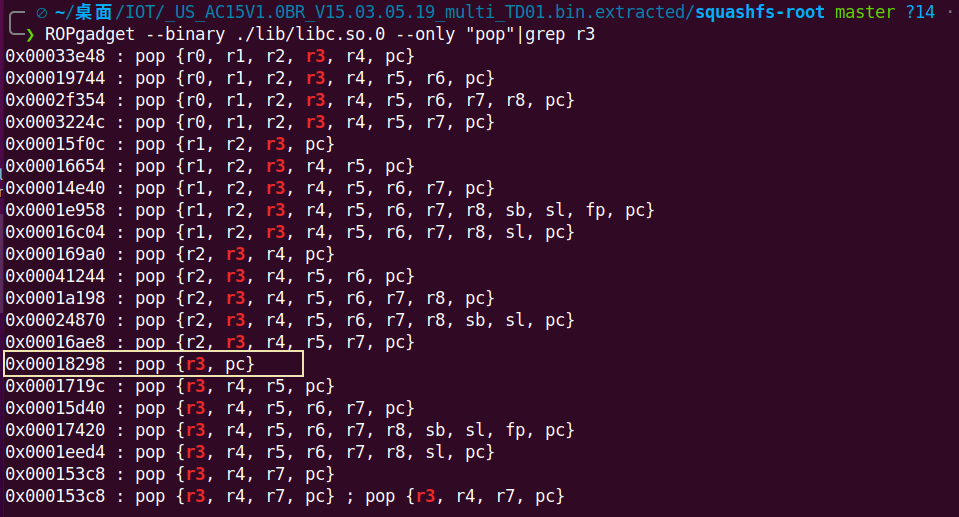 ~/桌面/IOT/_US_AC15V1.0BR_V15.03.05.19_multi_TD01.bin.extracted/squashfs-root master ?14 ·
❯ ROPgadget --binary ./lib/libc.so.0 --only "pop"|grep r3
0x00033e48 : pop {r0, r1, r2, r3, r4, pc}
0x00019744 : pop {r0, r1, r2, r3, r4, r5, r6, pc}
0x0002f354 : pop {r0, r1, r2, r3, r4, r5, r6, r7, r8, pc}
0x0003224c : pop {r0, r1, r2, r3, r4, r5, r7, pc}
0x00015f0c : pop {r1, r2, r3, pc}
0x00016654 : pop {r1, r2, r3, r4, r5, pc}
0x00014e40 : pop {r1, r2, r3, r4, r5, r6, r7, pc}
0x0001e958 : pop {r1, r2, r3, r4, r5, r6, r7, r8, sb, sl, fp, pc}
0x00016c04 : pop {r1, r2, r3, r4, r5, r6, r7, r8, sl, pc}
0x000169a0 : pop {r2, r3, r4, pc}
0x00041244 : pop {r2, r3, r4, r5, r6, pc}
0x0001a198 : pop {r2, r3, r4, r5, r6, r7, r8, pc}
0x00024870 : pop {r2, r3, r4, r5, r6, r7, r8, sb, sl, pc}
0x00016ae8 : pop {r2, r3, r4, r5, r7, pc}
0x00018298 : pop {r3, pc}
0x0001719c : pop {r3, r4, r5, pc}
0x00015d40 : pop {r3, r4, r5, r6, r7, pc}
0x00017420 : pop {r3, r4, r5, r6, r7, r8, sb, sl, fp, pc}
0x0001eed4 : pop {r3, r4, r5, r6, r7, r8, sl, pc}
0x000153c8 : pop {r3, r4, r7, pc}
0x000153c8 : pop {r3, r4, r7, pc} ; pop {r3, r4, r7, pc}